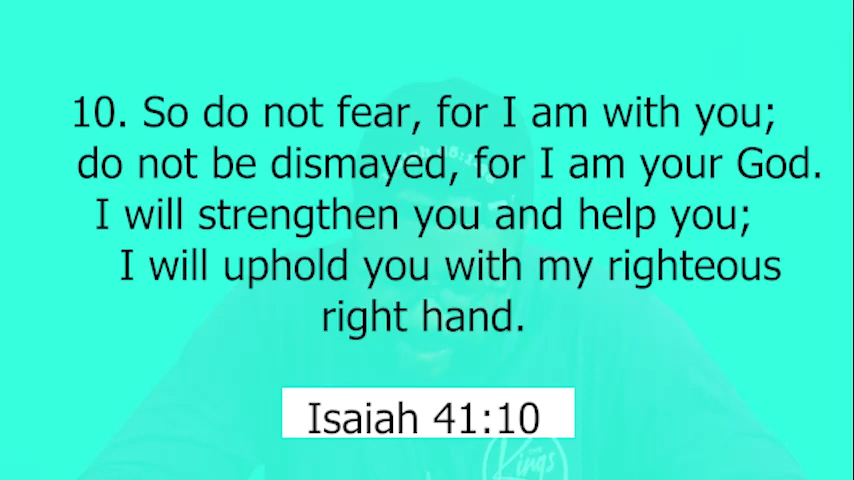 10. So do not fear, for I am with you;
do not be dismayed, for I am your God.
I will strengthen you and help you;
I will uphold you with my righteous
right hand.
Isaiah 41:10
Kings